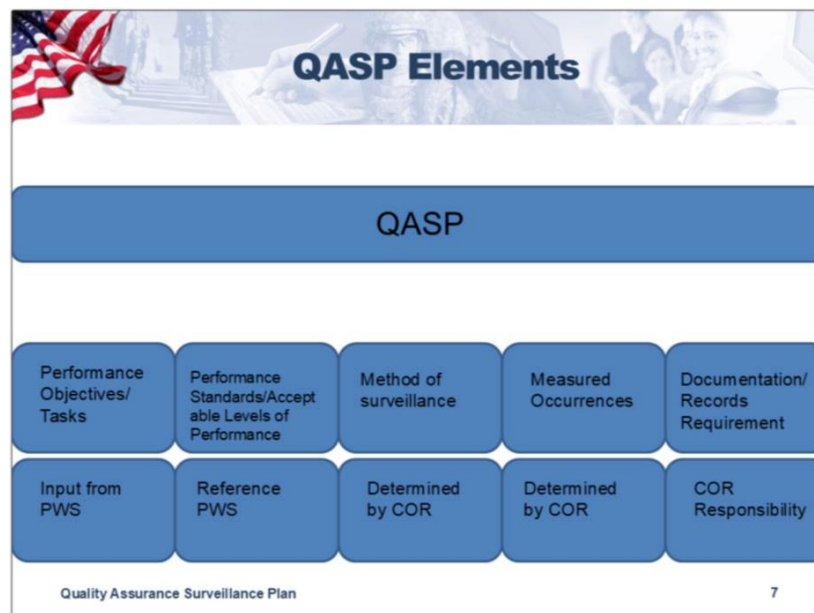 QASP Elements
QASP
Performance
Objectives/
Tasks
Performance
Standards/Accept
able Levels of
Performance
Method of
surveillance
Measured
Occurrences
Documentation/
Records
Requirement
Input from
PWS
Reference
PWS
Determined
by COR
Determined
by COR
COR
Responsibility
Quality Assurance Surveillance Plan
7